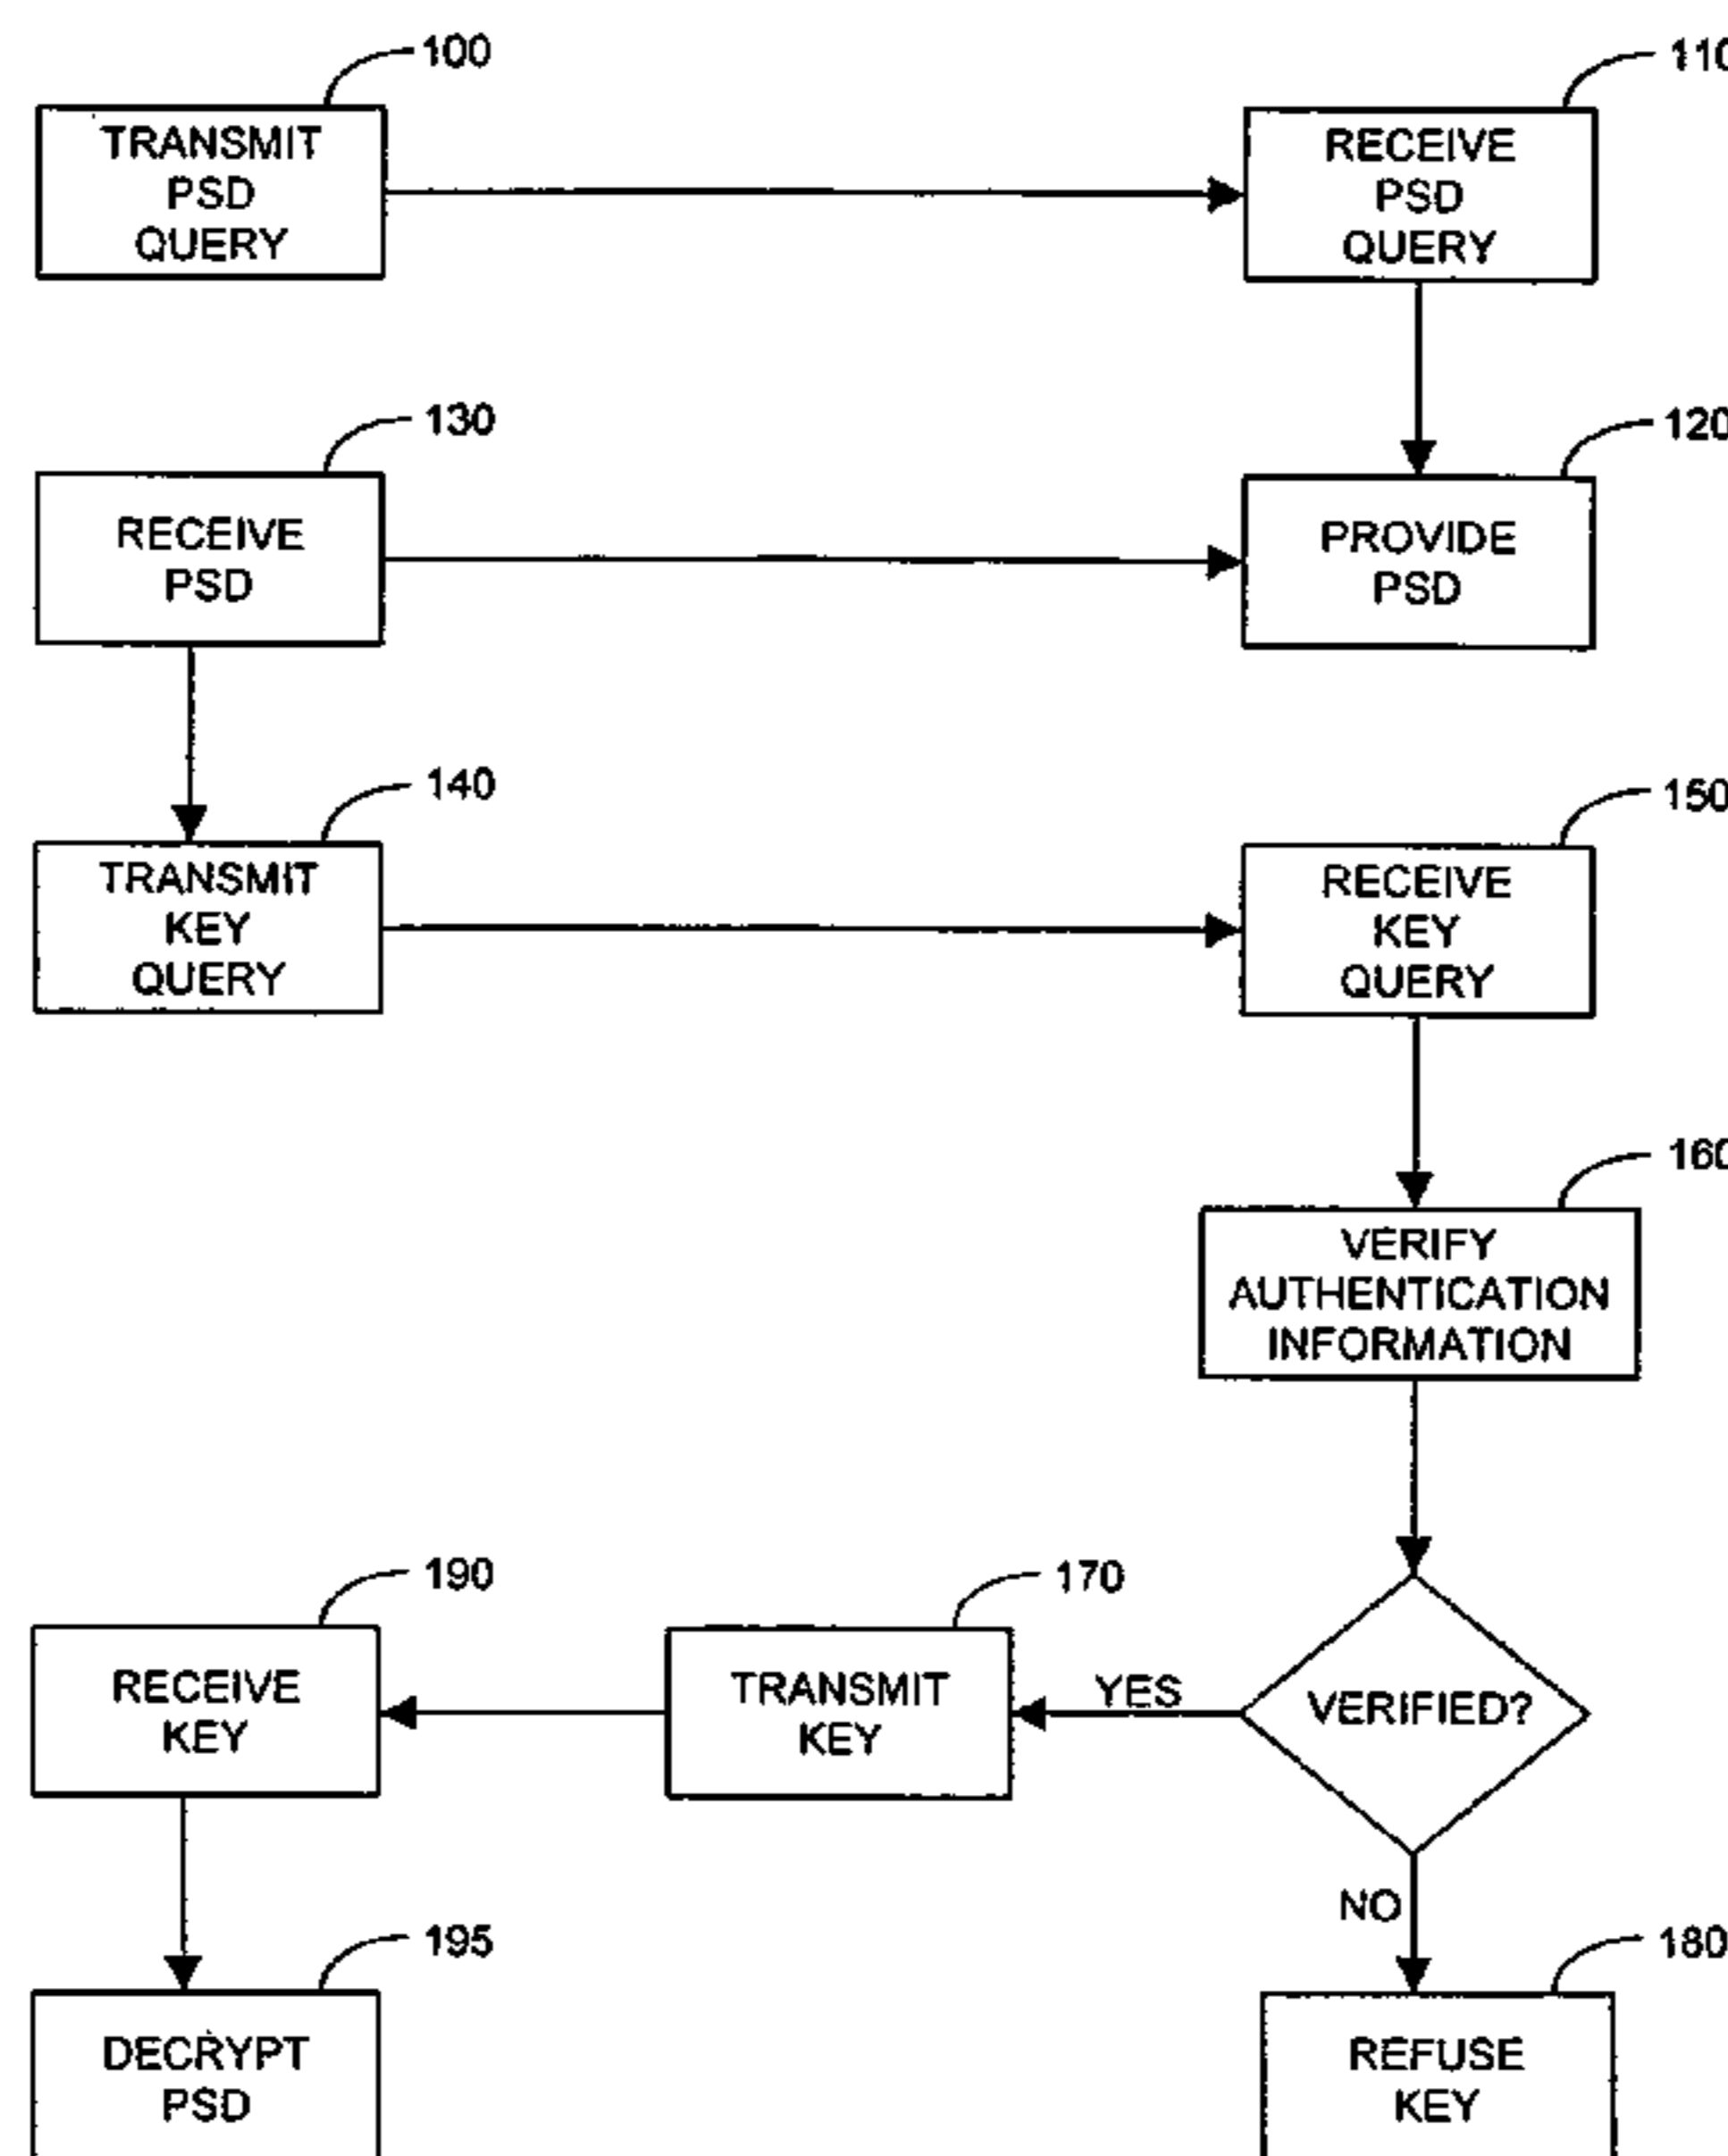 100
110
TRANSMIT
PSD
QUERY
RECEIVE
PSD
QUERY
130
120
RECEIVE
PSD
PROVIDE
PSD
140
150
TRANSMIT
KEY
QUERY
RECEIVE
KEY
QUERY
160
VERIFY
AUTHENTICATION
INFORMATION
190
170
RECEIVE
KEY
TRANSMIT
KEY
YES
VERIFIED?
NO
195
180
DECRYPT
PSD
REFUSE
KEY